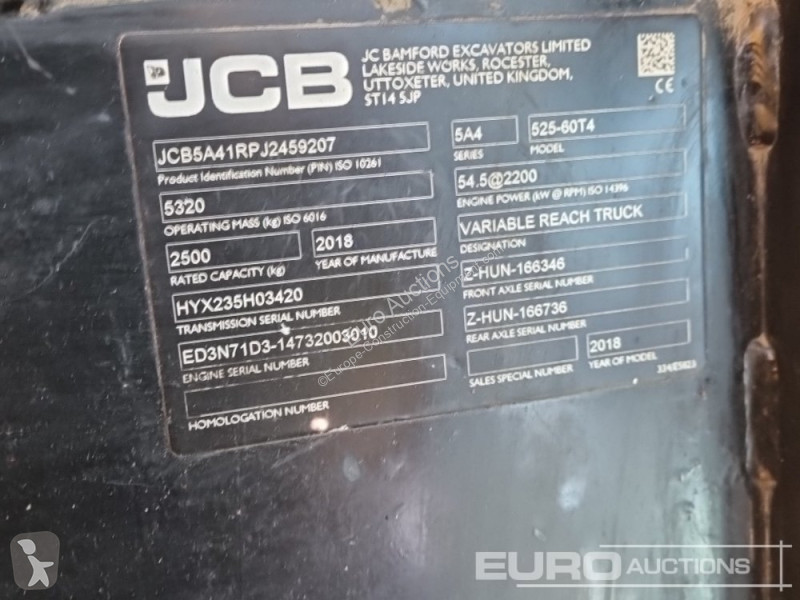 JCB
JC BAMFORD EXCAVATORS LIMITED
LAKESIDE WORKS, ROCESTER,
UTTOXETER, UNITED KINGDOM,
ST14 5JP
CE
JCB5A41RPJ2459207
Product Identification Number (PIN) ISO 10261
5A4
SERIES
525-60T4
MODEL
5320
OPERATING MASS (kg) ISO 6016
54.5@2200
ENGINE POWER (kW @ RPM) ISO 14396
2500
RATED CAPACITY (kg)
2018
YEAR OF MANUFACTURE
VARIABLE REACH TRUCK
DESIGNATION
HYX235H03420
TRANSMISSION SERIAL NUMBER
Z-HUN-166346
FRONT AXLE SERIAL NUMBER
ED3N71D3-14732003010
ENGINE SERIAL NUMBER
Z-HUN-166736
REAR AXLE SERIAL NUMBER
HOMOLOGATION NUMBER
SALES SPECIAL NUMBER
2018
YEAR OF MODEL
©Euro Auctions
©Europe-Construction-Equipment.com
EURO AUCTIONS